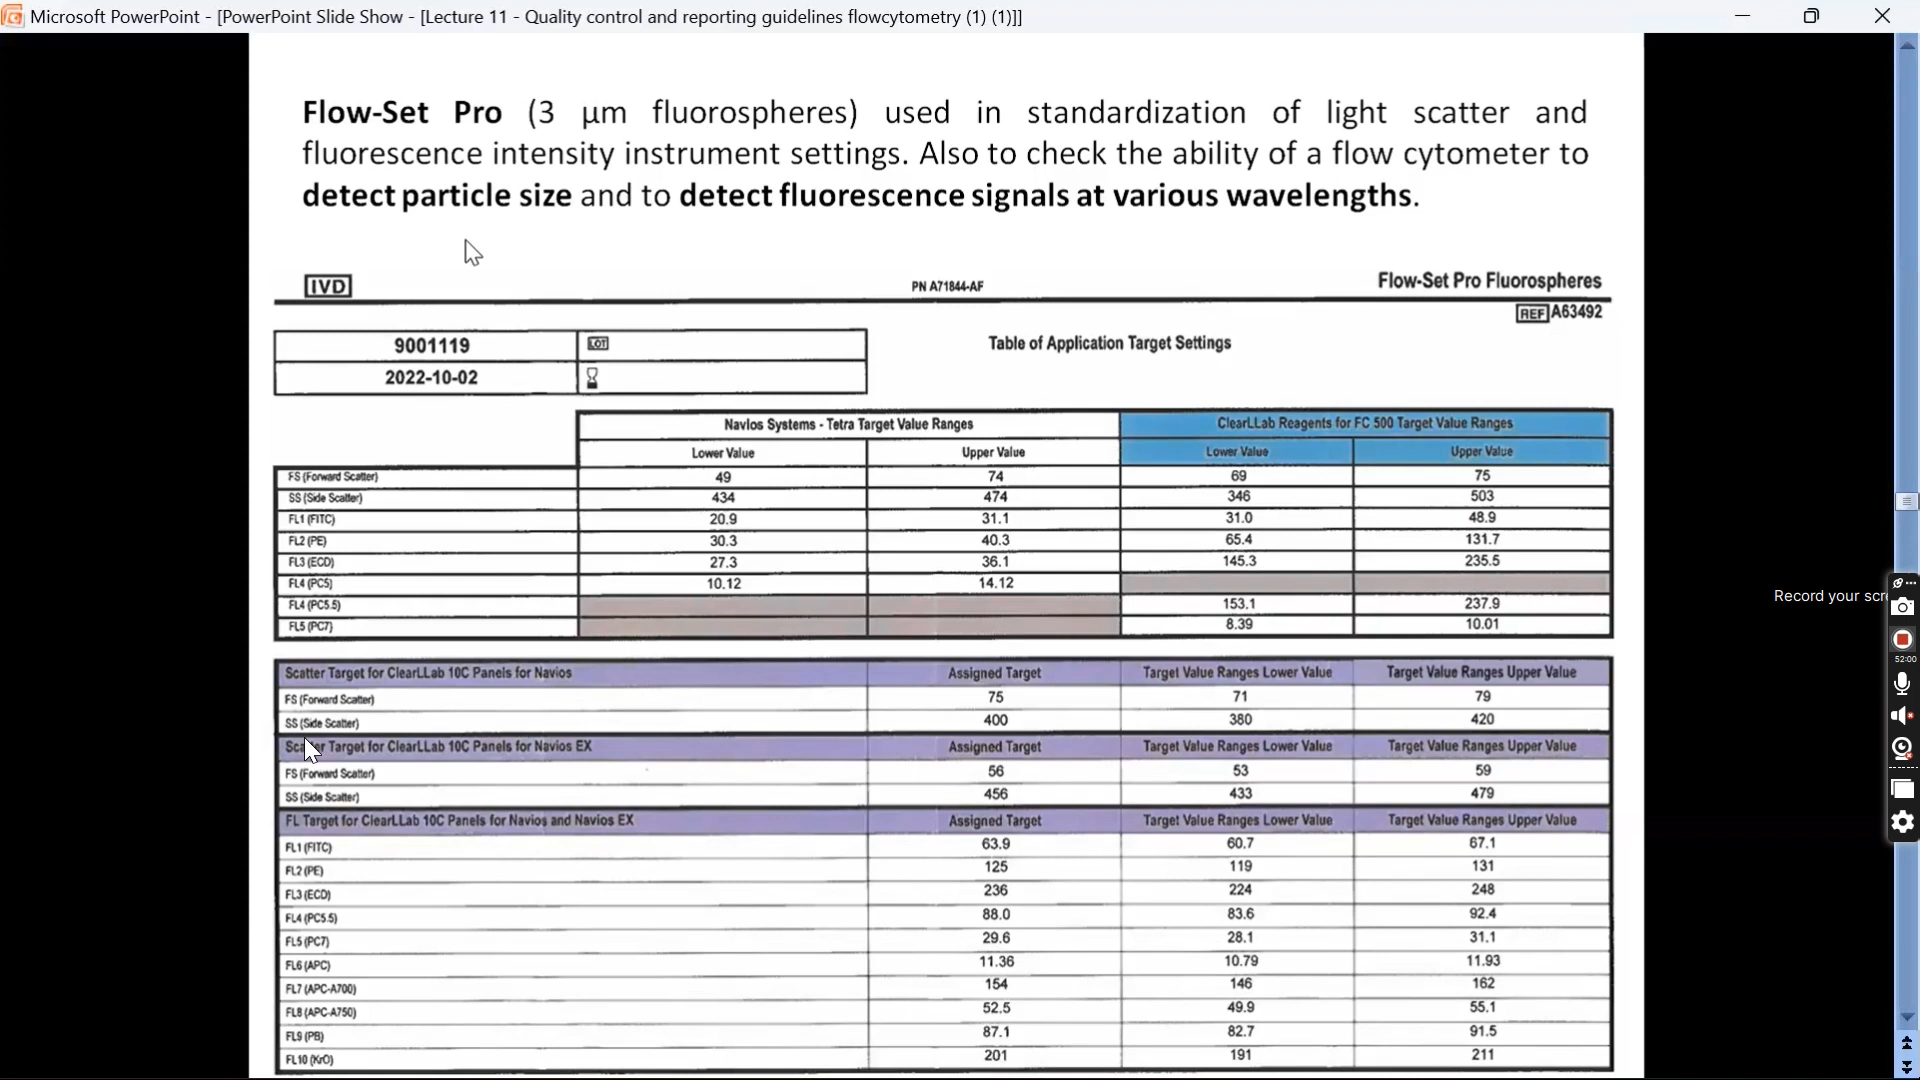 Microsoft PowerPoint - [PowerPoint Slide Show - [Lecture 11 - Quality control and reporting guidelines flowcytometry (1) (1)]]
Flow-Set Pro (3 µm fluorospheres) used in standardization of light scatter and
fluorescence intensity instrument settings. Also to check the ability of a flow cytometer to
detect particle size and to detect fluorescence signals at various wavelengths.
IVD PN A71844-AF Flow-Set Pro Fluorospheres
REF A63492
9001119 LOT Table of Application Target Settings
2022-10-02
Navios Systems - Tetra Target Value Ranges ClearLLab Reagents for FC 500 Target Value Ranges
Lower Value Upper Value Lower Value Upper Value
FS (Forward Scatter) 49 74 69 75
SS (Side Scatter) 434 474 346 503
FL1 (FITC) 20.9 31.1 31.0 48.9
FL2 (PE) 30.3 40.3 65.4 131.7
FL3 (ECD) 27.3 36.1 145.3 235.5
FL4 (PC5) 10.12 14.12
FL4 (PC5.5) 153.1 237.9
FL5 (PC7) 8.39 10.01
Scatter Target for ClearLLab 10C Panels for Navios Assigned Target Target Value Ranges Lower Value Target Value Ranges Upper Value
FS (Forward Scatter) 75 71 79
SS (Side Scatter) 400 380 420
Scatter Target for ClearLLab 10C Panels for Navios EX Assigned Target Target Value Ranges Lower Value Target Value Ranges Upper Value
FS (Forward Scatter) 56 53 59
SS (Side Scatter) 456 433 479
FL Target for ClearLLab 10C Panels for Navios and Navios EX Assigned Target Target Value Ranges Lower Value Target Value Ranges Upper Value
FL1 (FITC) 63.9 60.7 67.1
FL2 (PE) 125 119 131
FL3 (ECD) 236 224 248
FL4 (PC5.5) 88.0 83.6 92.4
FL5 (PC7) 29.6 28.1 31.1
FL6 (APC) 11.36 10.79 11.93
FL7 (APC-A700) 154 146 162
FL8 (APC-A750) 52.5 49.9 55.1
FL9 (PB) 87.1 82.7 91.5
FL10 (KrO) 201 191 211
Record your scre
52:00